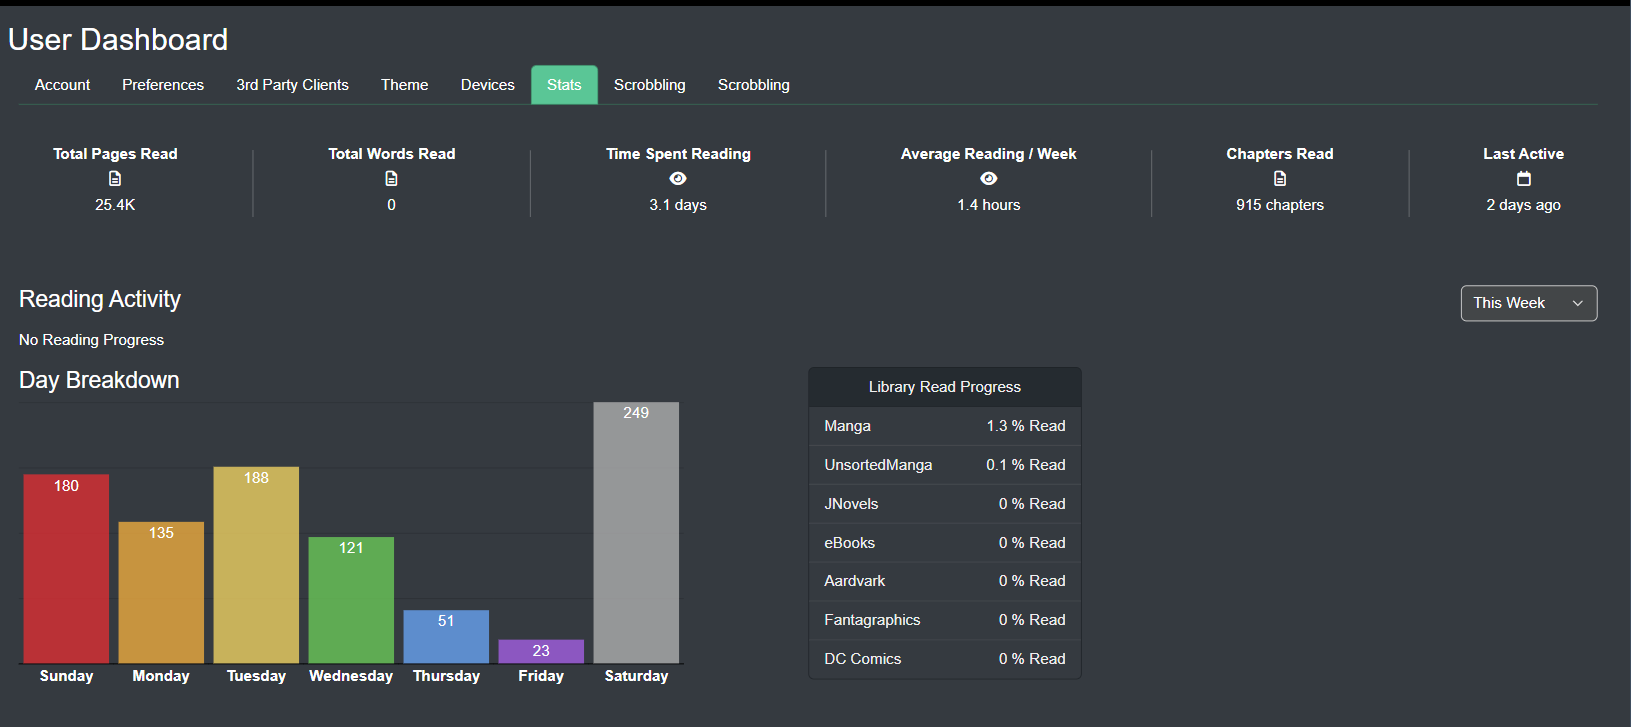 User Dashboard
Account Preferences 3rd Party Clients Theme Devices Stats Scrobbling Scrobbling
Total Pages Read Total Words Read Time Spent Reading Average Reading / Week Chapters Read Last Active
25.4K 0 3.1 days 1.4 hours 915 chapters 2 days ago
Reading Activity
This Week
No Reading Progress
Day Breakdown
249
180
188
135
121
51
23
Sunday Monday Tuesday Wednesday Thursday Friday Saturday
Library Read Progress
Manga 1.3 % Read
UnsortedManga 0.1 % Read
JNovels 0 % Read
eBooks 0 % Read
Aardvark 0 % Read
Fantagraphics 0 % Read
DC Comics 0 % Read